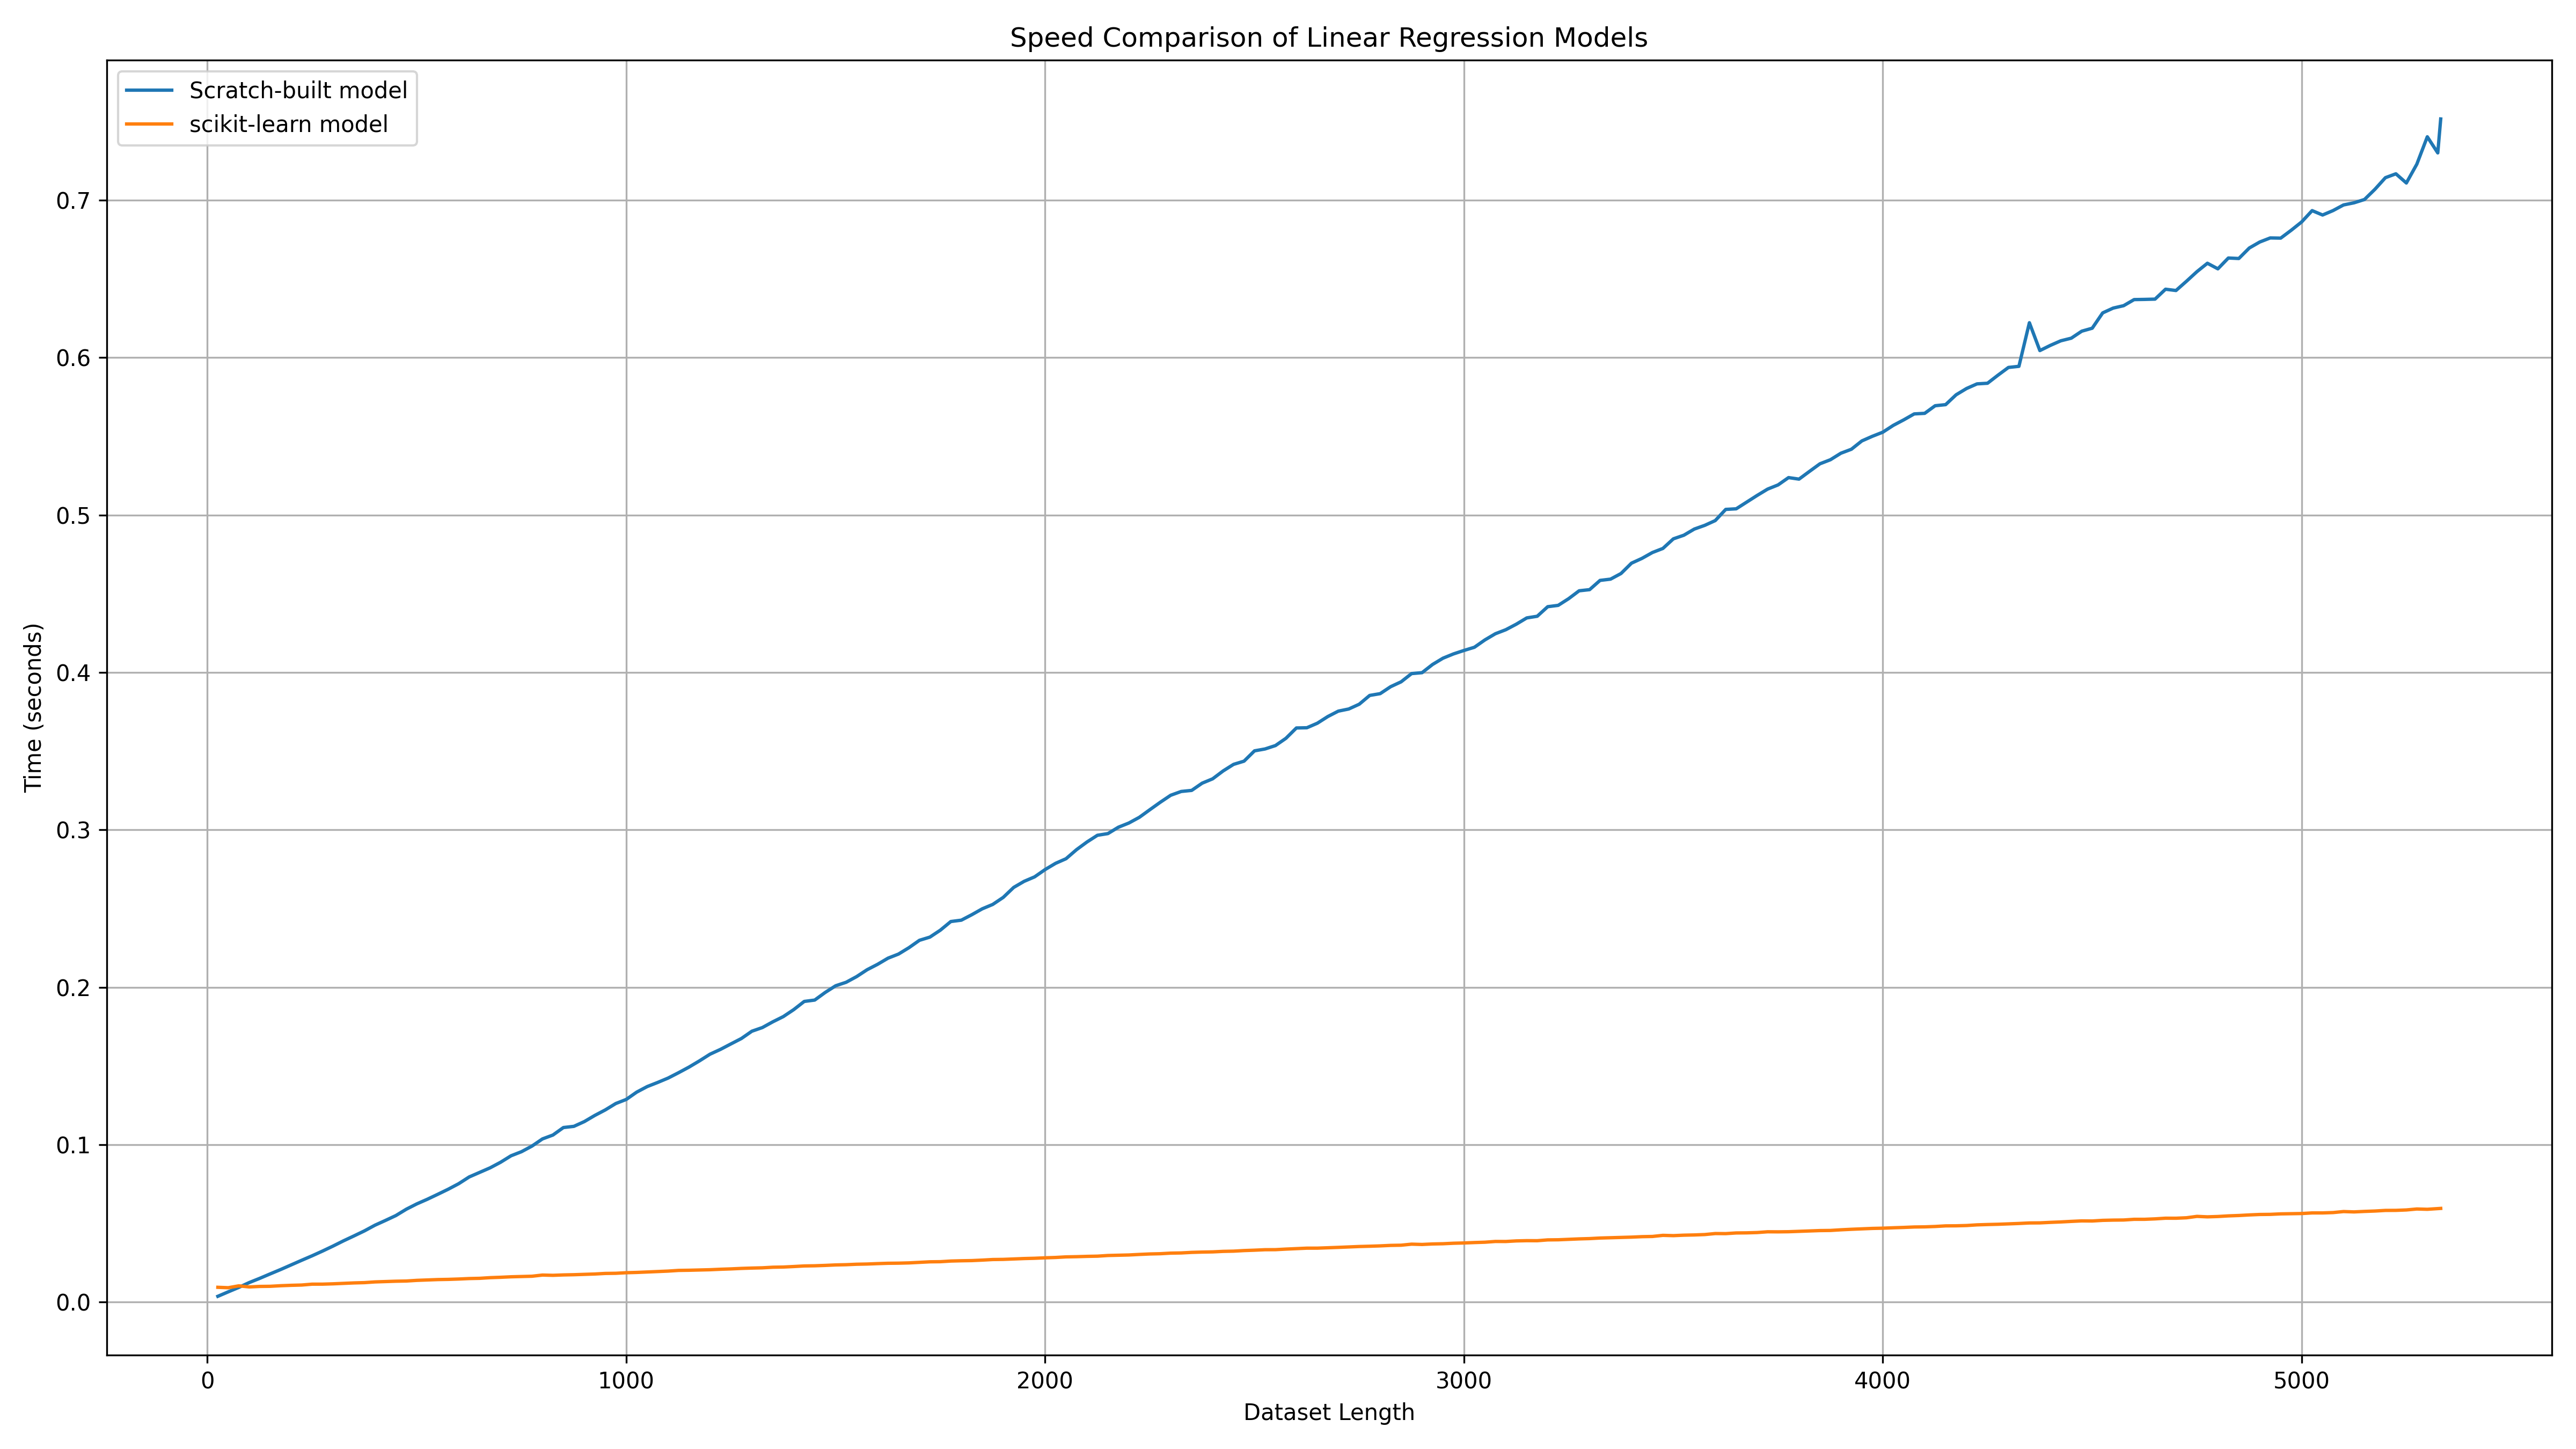 Speed Comparison of Linear Regression Models
Scratch-built model
scikit-learn model
Time (seconds)
0.7
0.6
0.5
0.4
0.3
0.2
0.1
0.0
0 1000 2000 3000 4000 5000
Dataset Length